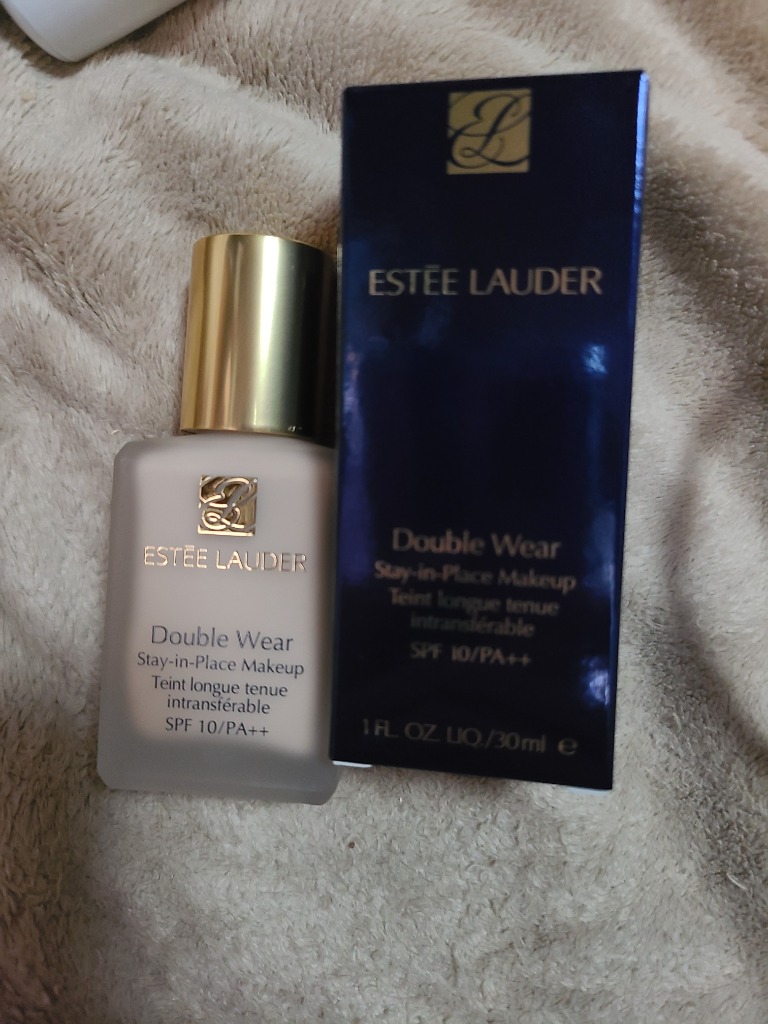 ESTĒE LAUDER
Double Wear
Stay-in-Place Makeup
Teint longue tenue
intransférable
SPF 10/PA++
ESTĒE LAUDER
Double Wear
Stay-in-Place Makeup
Teint longue tenue
intransférable
SPF 10/PA++
1 FL. OZ. LIQ./30ml e